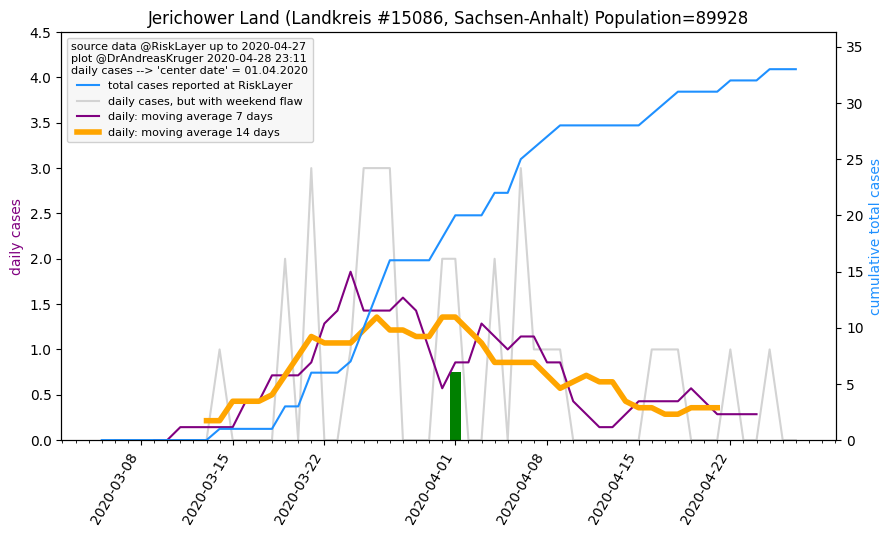 Jerichower Land (Landkreis #15086, Sachsen-Anhalt) Population=89928
source data @RiskLayer up to 2020-04-27
plot @DrAndreasKruger 2020-04-28 23:11
daily cases --> 'center date' = 01.04.2020
total cases reported at RiskLayer
daily cases, but with weekend flaw
daily: moving average 7 days
daily: moving average 14 days
4.5
4.0
3.5
3.0
2.5
2.0
1.5
1.0
0.5
0.0
daily cases
35
30
25
20
15
10
5
0
cumulative total cases
2020-03-08
2020-03-15
2020-03-22
2020-04-01
2020-04-08
2020-04-15
2020-04-22